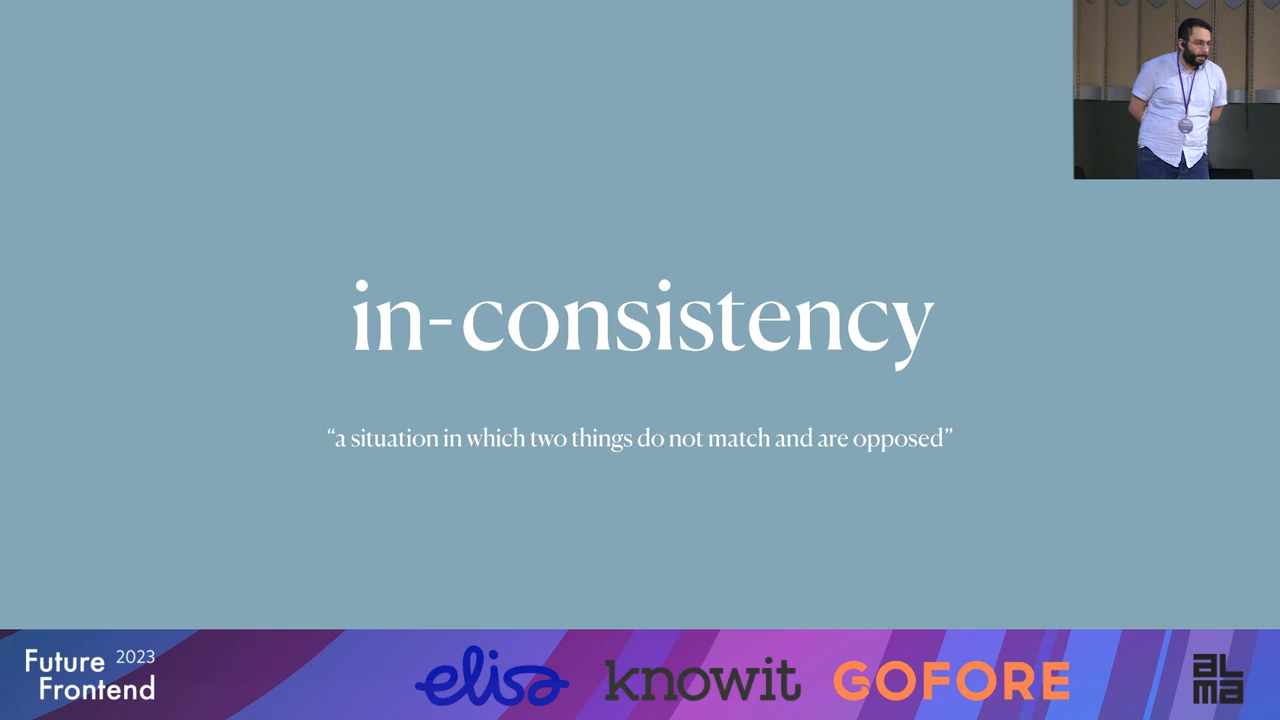 in-consistency
“a situation in which two things do not match and are opposed”
Future 2023
Frontend
elisa
knowit
GOFORE
ALMA